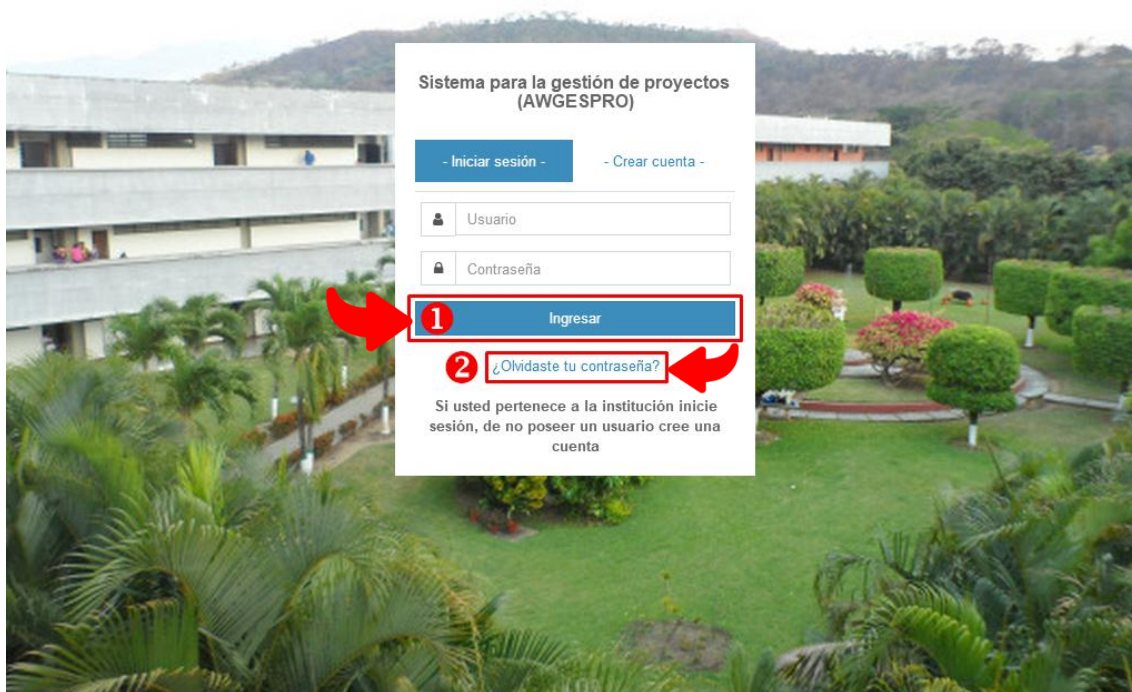 Sistema para la gestión de proyectos
(AWGESPRO)
- Iniciar sesión -
- Crear cuenta -
Usuario
Contraseña
1
Ingresar
2
¿Olvidaste tu contraseña?
Si usted pertenece a la institución inicie
sesión, de no poseer un usuario cree una
cuenta